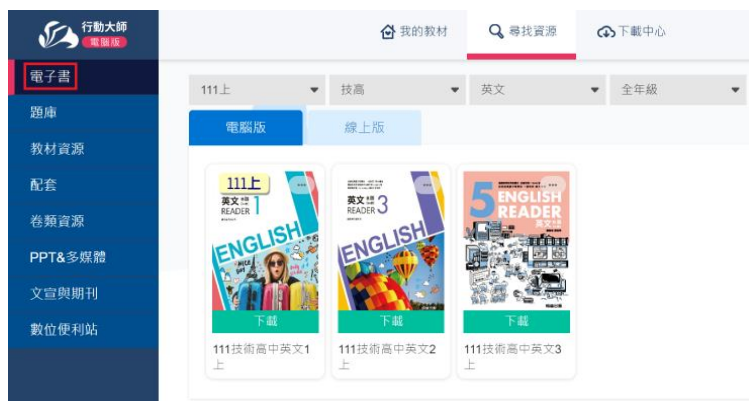 行動大師
電腦版
我的教材
尋找資源
下載中心
電子書
題庫
教材資源
配套
卷類資源
PPT&多媒體
文宣與期刊
數位便利站
111上
技高
英文
全年級
電腦版
線上版
111上
英文
READER 1
ENGLISH
下載
111技術高中英文1
上
英文
READER 3
ENGLISH
下載
111技術高中英文2
上
5 ENGLISH
READER
英文
下載
111技術高中英文3
上